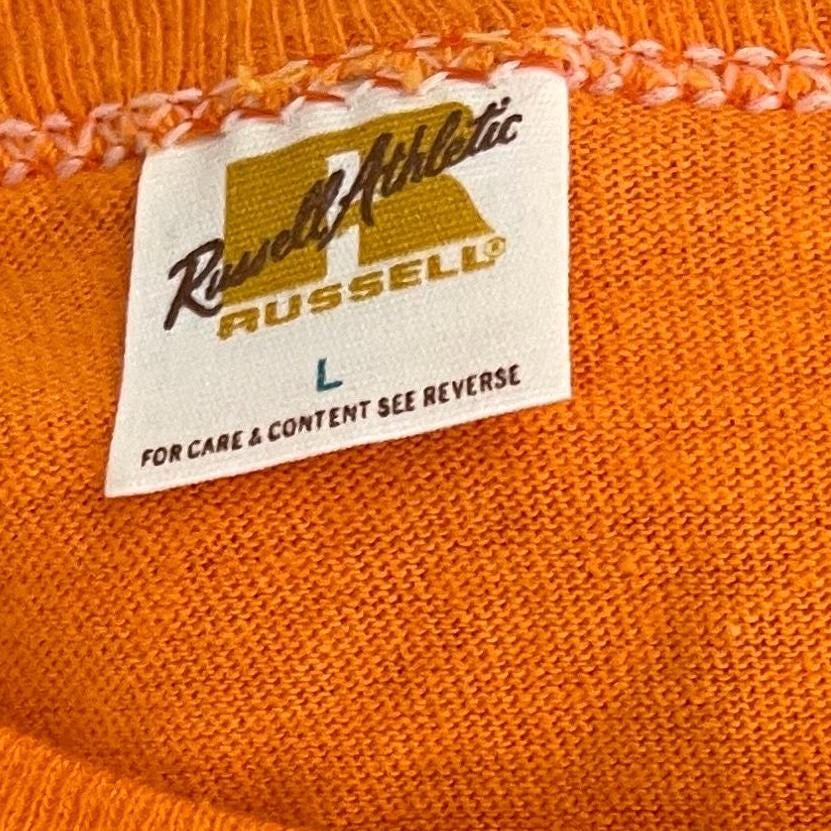 Russell Athletic
RUSSELL®
L
FOR CARE & CONTENT SEE REVERSE